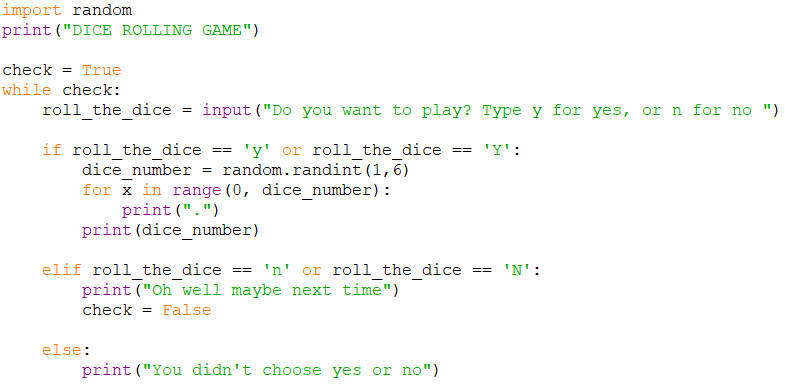 import random
print("DICE ROLLING GAME")

check = True
while check:
    roll_the_dice = input("Do you want to play? Type y for yes, or n for no ")

    if roll_the_dice == 'y' or roll_the_dice == 'Y':
        dice_number = random.randint(1,6)
        for x in range(0, dice_number):
            print(".")
        print(dice_number)

    elif roll_the_dice == 'n' or roll_the_dice == 'N':
        print("Oh well maybe next time")
        check = False

    else:
        print("You didn't choose yes or no")